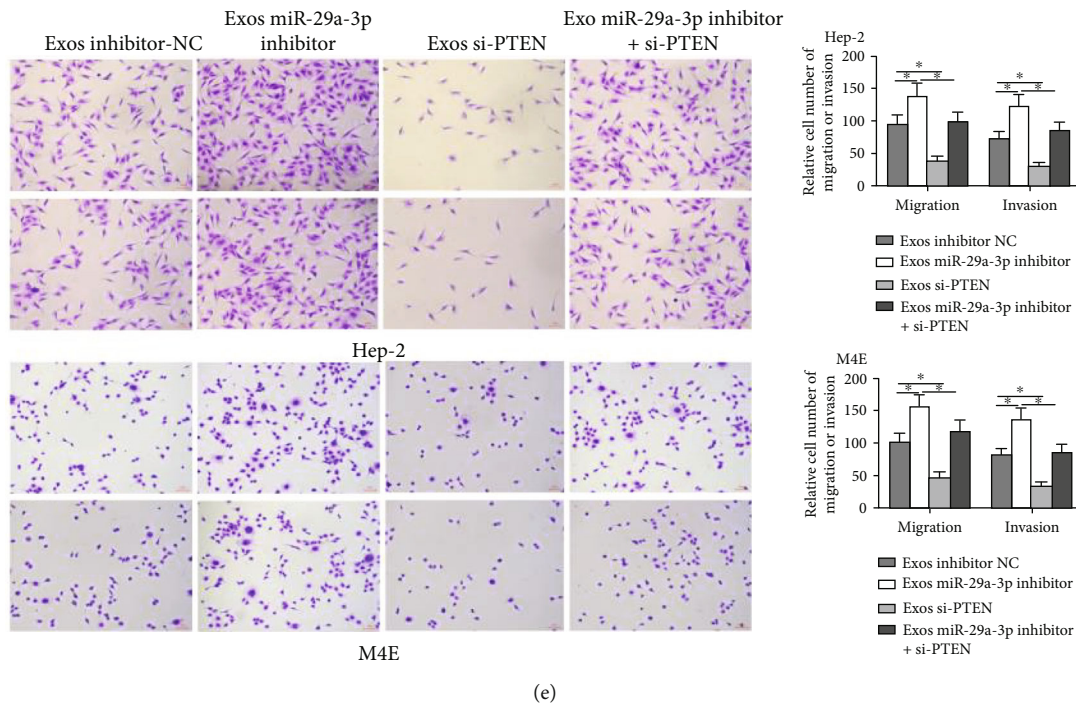 Exos inhibitor-NC
Exos miR-29a-3p
inhibitor
Exos si-PTEN
Exo miR-29a-3p inhibitor
+ si-PTEN
Hep-2
M4E
Hep-2
Relative cell number of
migration or invasion
200
150
100
50
0
* * *
* * *
Migration
Invasion
Exos inhibitor NC
Exos miR-29a-3p inhibitor
Exos si-PTEN
Exos miR-29a-3p inhibitor
+ si-PTEN
M4E
Relative cell number of
migration or invasion
200
150
100
50
0
* * *
* * *
Migration
Invasion
Exos inhibitor NC
Exos miR-29a-3p inhibitor
Exos si-PTEN
Exos miR-29a-3p inhibitor
+ si-PTEN
(e)